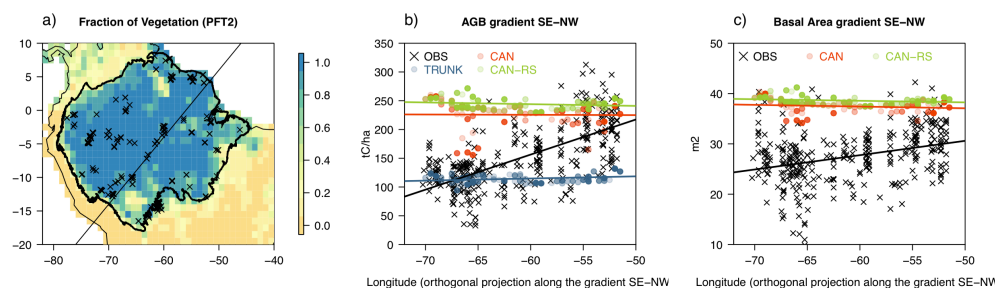 a) Fraction of Vegetation (PFT2)
10
5
0
−5
−10
−15
−20
−80 −70 −60 −50 −40
1.0
0.8
0.6
0.4
0.2
0.0
b) AGB gradient SE−NW
OBS CAN
TRUNK CAN−RS
tC/ha
350
300
250
200
150
100
50
0
−70 −65 −60 −55 −50
Longitude (orthogonal projection along the gradient SE−NW
c) Basal Area gradient SE−NW
OBS CAN CAN−RS
m2
50
40
30
20
10
−70 −65 −60 −55 −50
Longitude (orthogonal projection along the gradient SE−NW